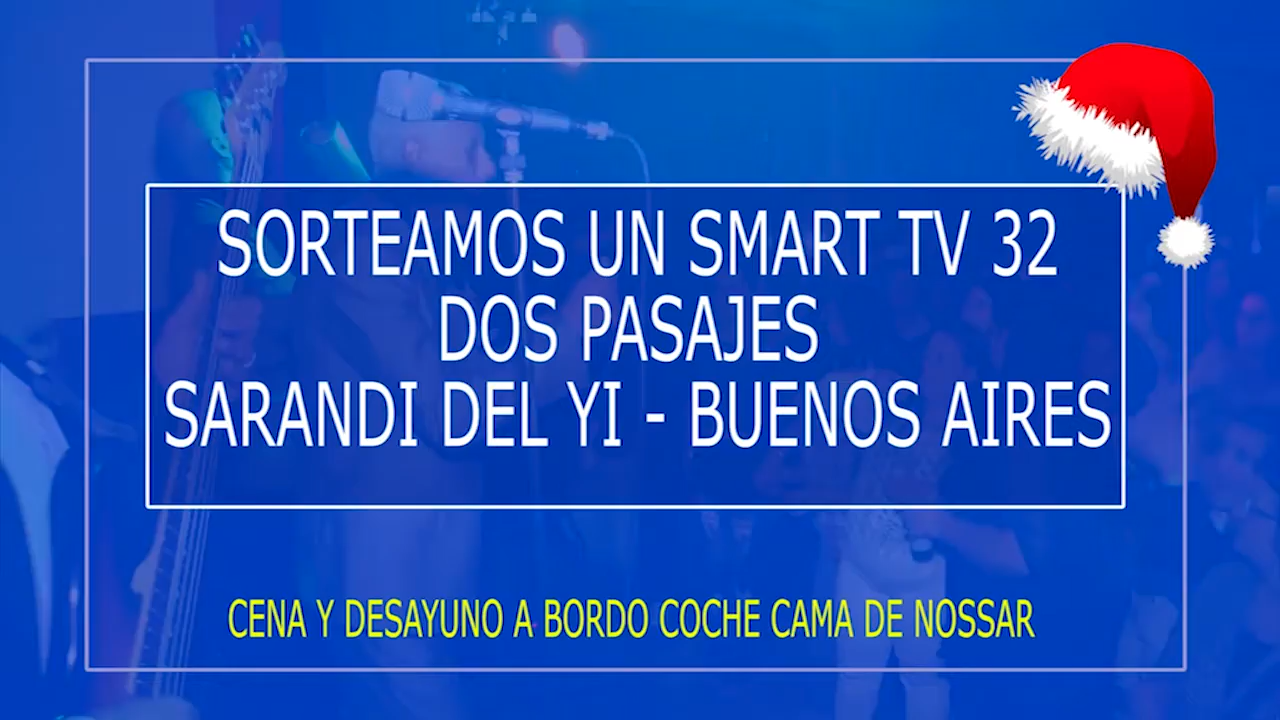 SORTEAMOS UN SMART TV 32
DOS PASAJES
SARANDI DEL YI - BUENOS AIRES
CENA Y DESAYUNO A BORDO COCHE CAMA DE NOSSAR